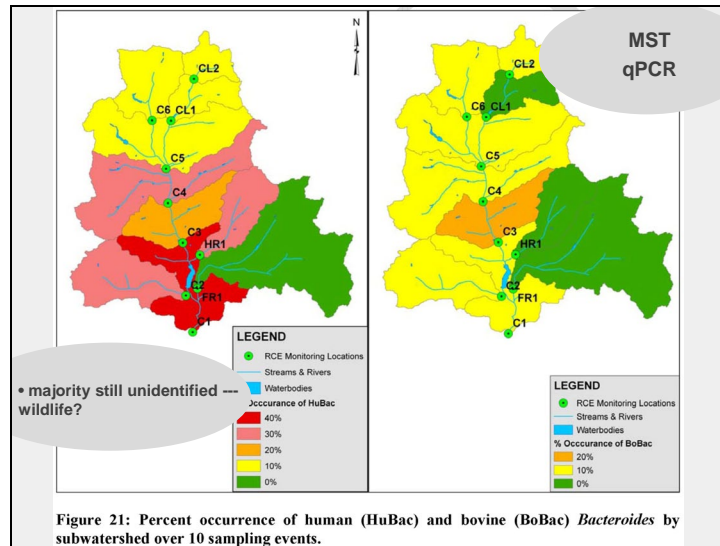 MST
qPCR
N
CL2
C6
CL1
C5
C4
C3
HR1
C2
FR1
C1
LEGEND
RCE Monitoring Locations
Streams & Rivers
Waterbodies
Occcurance of HuBac
40%
30%
20%
10%
0%
CL2
C6
CL1
C5
C4
C3
HR1
C2
FR1
C1
LEGEND
RCE Monitoring Locations
Streams & Rivers
Waterbodies
% Occcurance of BoBac
20%
10%
0%
• majority still unidentified ---
wildlife?
Figure 21: Percent occurrence of human (HuBac) and bovine (BoBac) Bacteroides by
subwatershed over 10 sampling events.